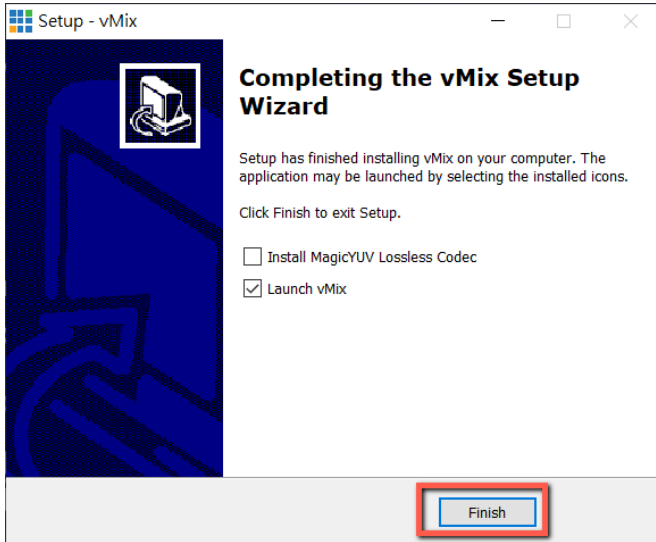 Setup - vMix
Completing the vMix Setup
Wizard
Setup has finished installing vMix on your computer. The
application may be launched by selecting the installed icons.
Click Finish to exit Setup.
Install MagicYUV Lossless Codec
Launch vMix
Finish